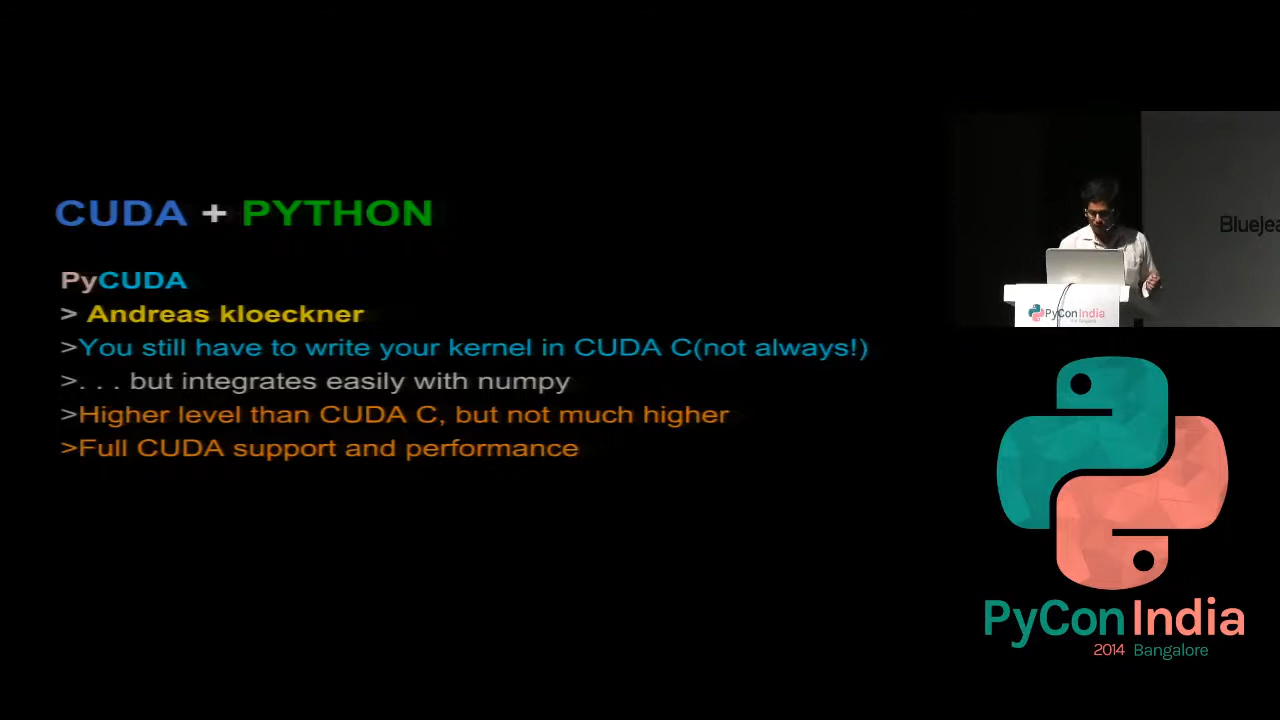 CUDA + PYTHON
PyCUDA
> Andreas kloeckner
>You still have to write your kernel in CUDA C(not always!)
>. . . but integrates easily with numpy
>Higher level than CUDA C, but not much higher
>Full CUDA support and performance
PyConIndia
PyCon India
2014 Bangalore